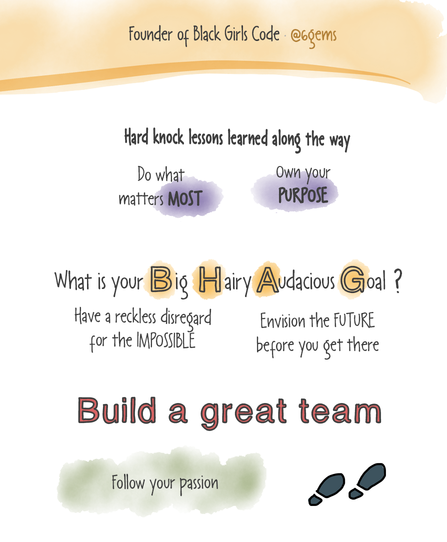 Founder of Black Girls Code · @6gems
Hard knock lessons learned along the way
Do what
matters MOST
Own your
PURPOSE
What is your Big Hairy Audacious Goal ?
Have a reckless disregard
for the IMPOSSIBLE
Envision the FUTURE
before you get there
Build a great team
Follow your passion